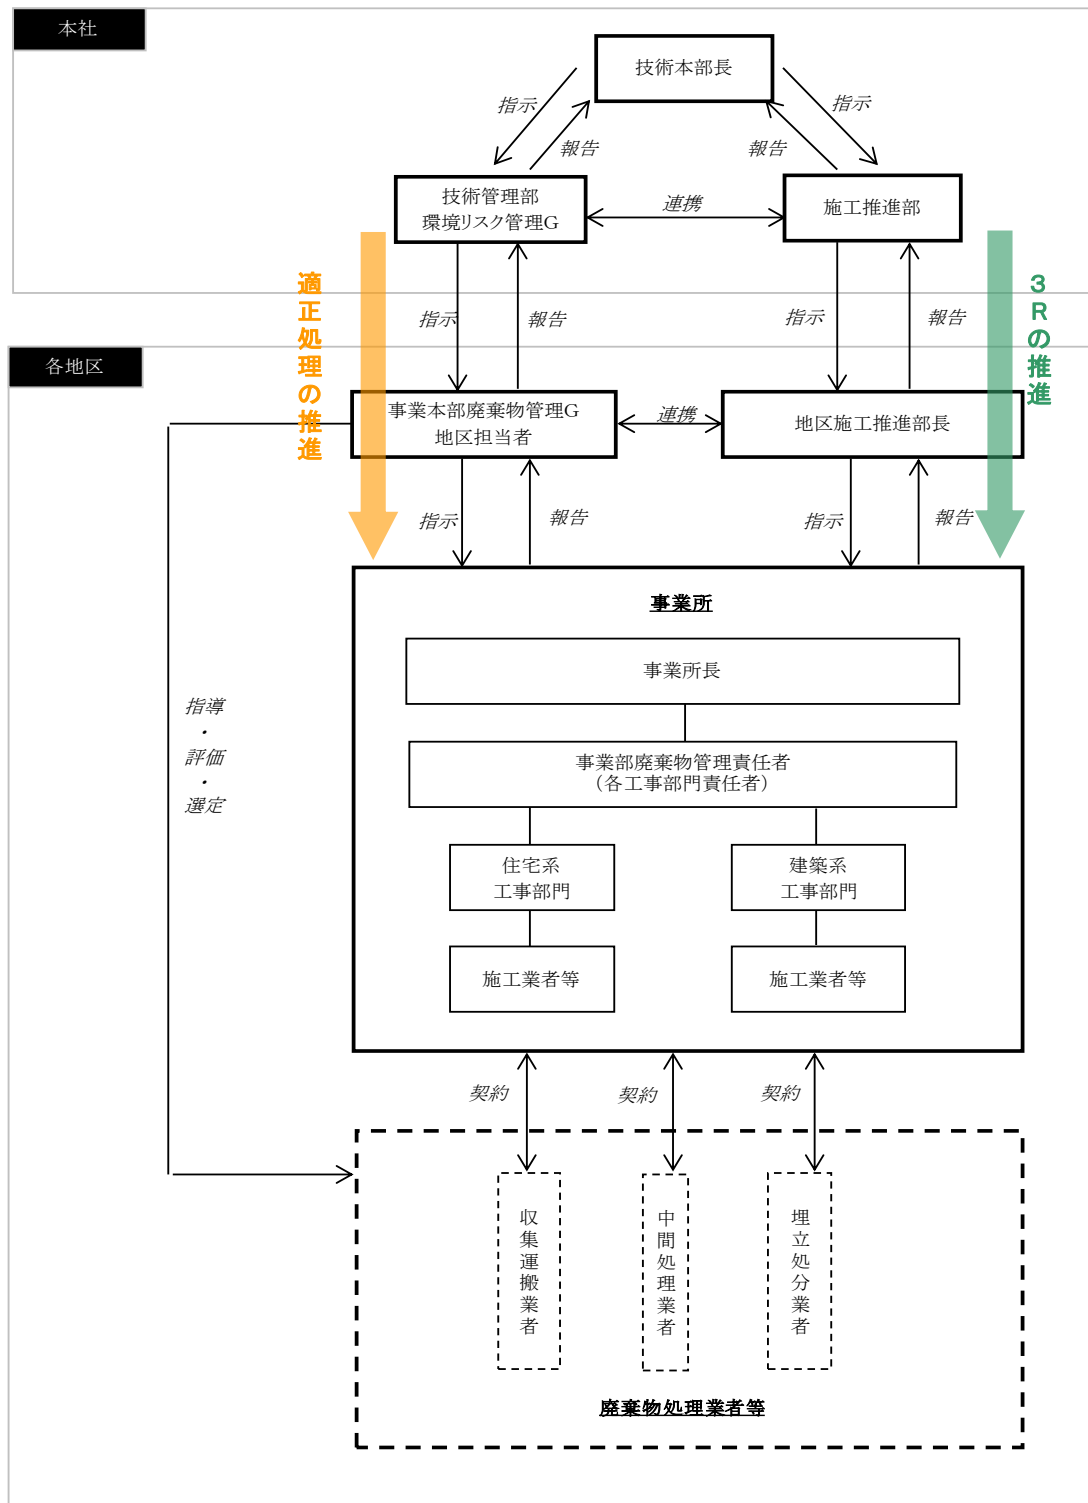 本社
技術本部長
指示
指示
報告
報告
技術管理部
環境リスク管理G
連携
施工推進部
適正処理の推進
3Rの推進
指示
報告
指示
報告
各地区
事業本部廃棄物管理G
地区担当者
連携
地区施工推進部長
指示
報告
指示
報告
事業所
事業所長
事業部廃棄物管理責任者
（各工事部門責任者）
指導
・
評価
・
選定
住宅系
工事部門
建築系
工事部門
施工業者等
施工業者等
契約
契約
契約
収集運搬業者
中間処理業者
埋立処分業者
廃棄物処理業者等